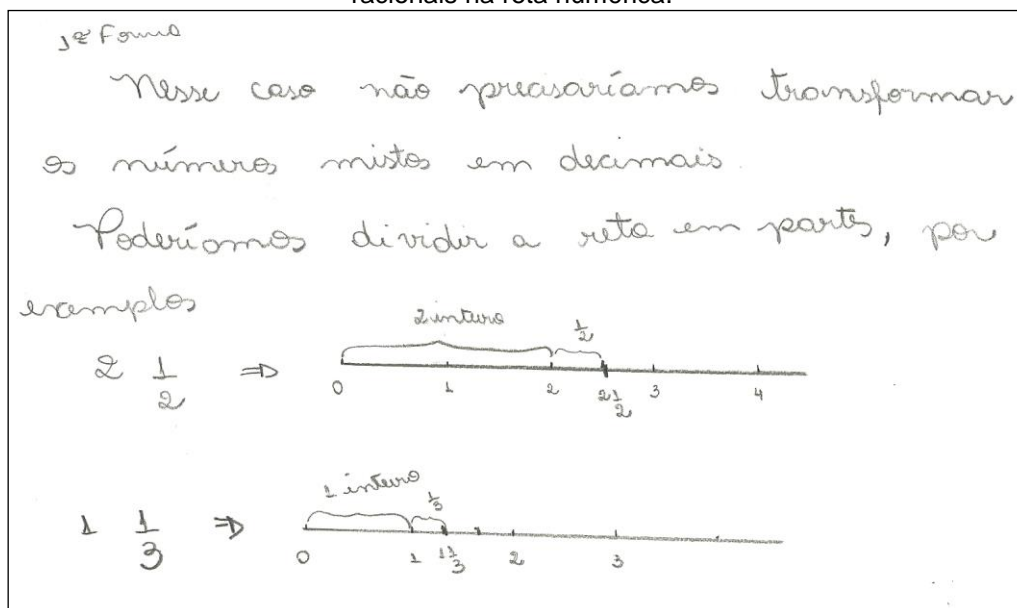 racionais na reta numérica.
1ª Forma
Nesse caso não precisaríamos transformar
os números mistos em decimais.
Poderíamos dividir a reta em partes, por
exemplos
2 1/2 ⇒
2 inteiro 1/2
0 1 2 2 1/2 3 4
1 1/3 ⇒
1 inteiro 1/3
0 1 1 1/3 2 3